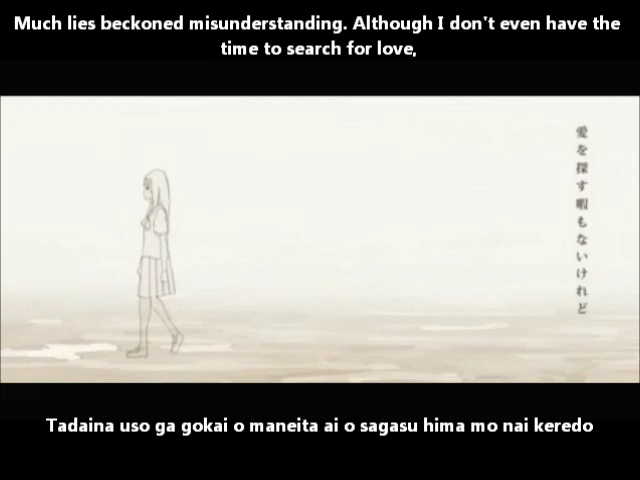 Much lies beckoned misunderstanding. Although I don't even have the
time to search for love,
愛を探す暇もないけれど
Tadaina uso ga gokai o maneita ai o sagasu hima mo nai keredo